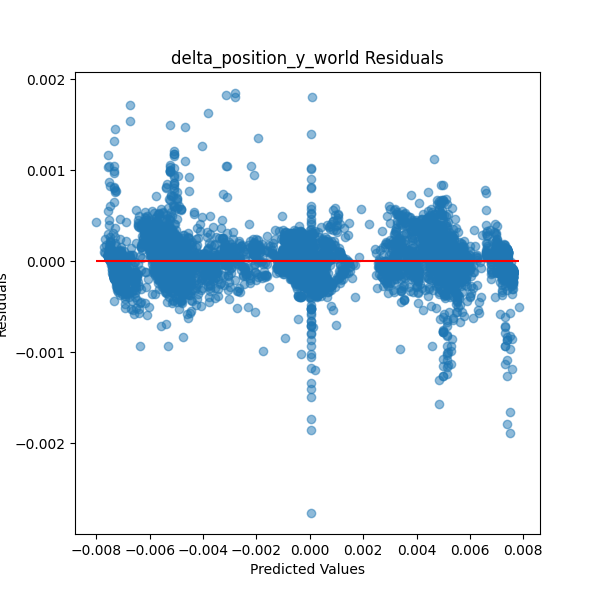 delta_position_y_world Residuals
0.002
0.001
0.000
−0.001
−0.002
Residuals
−0.008 −0.006 −0.004 −0.002 0.000 0.002 0.004 0.006 0.008
Predicted Values